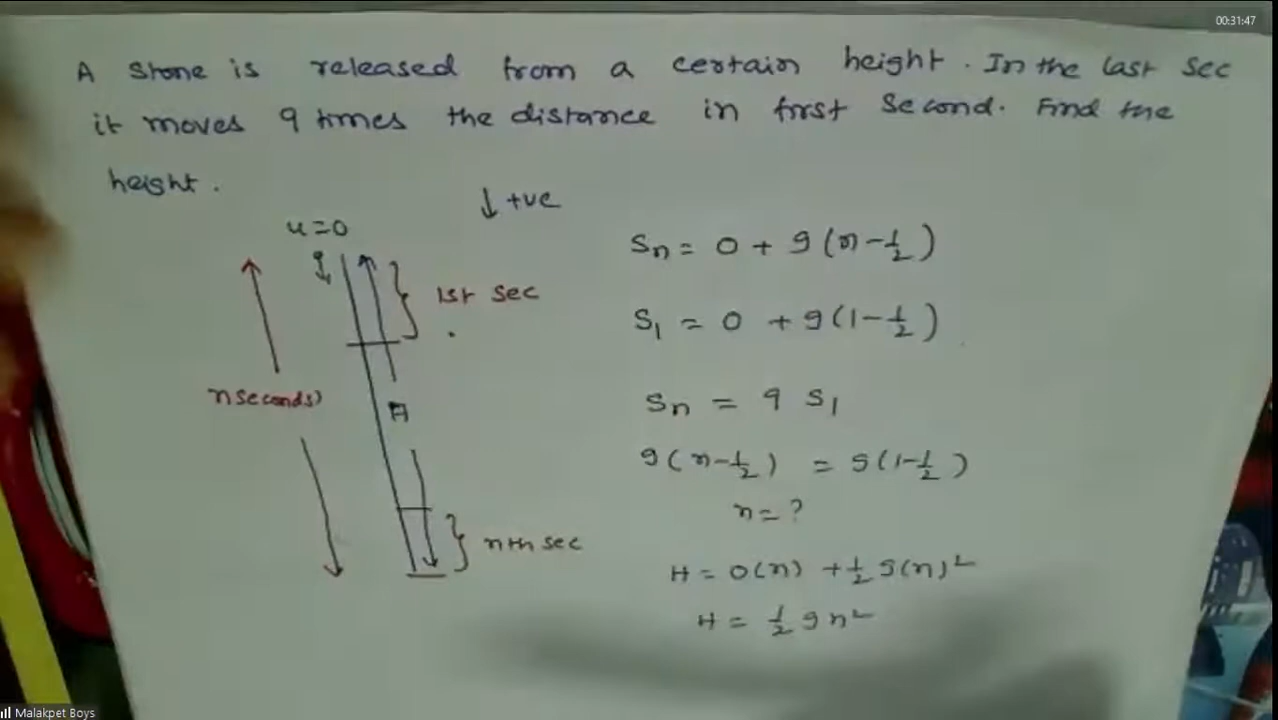 00:31:47
A stone is released from a certain height. In the last sec
it moves 9 times the distance in first second. Find the
height.
↓ +ve
u=0
1st sec
n seconds)
H
nth sec
Sn = 0 + g(n-1/2)
S1 = 0 + g(1-1/2)
Sn = 9 S1
g(n-1/2) = g(1-1/2)
n=?
H = 0(n) + 1/2 g(n)²
H = 1/2 g n²
Malakpet Boys